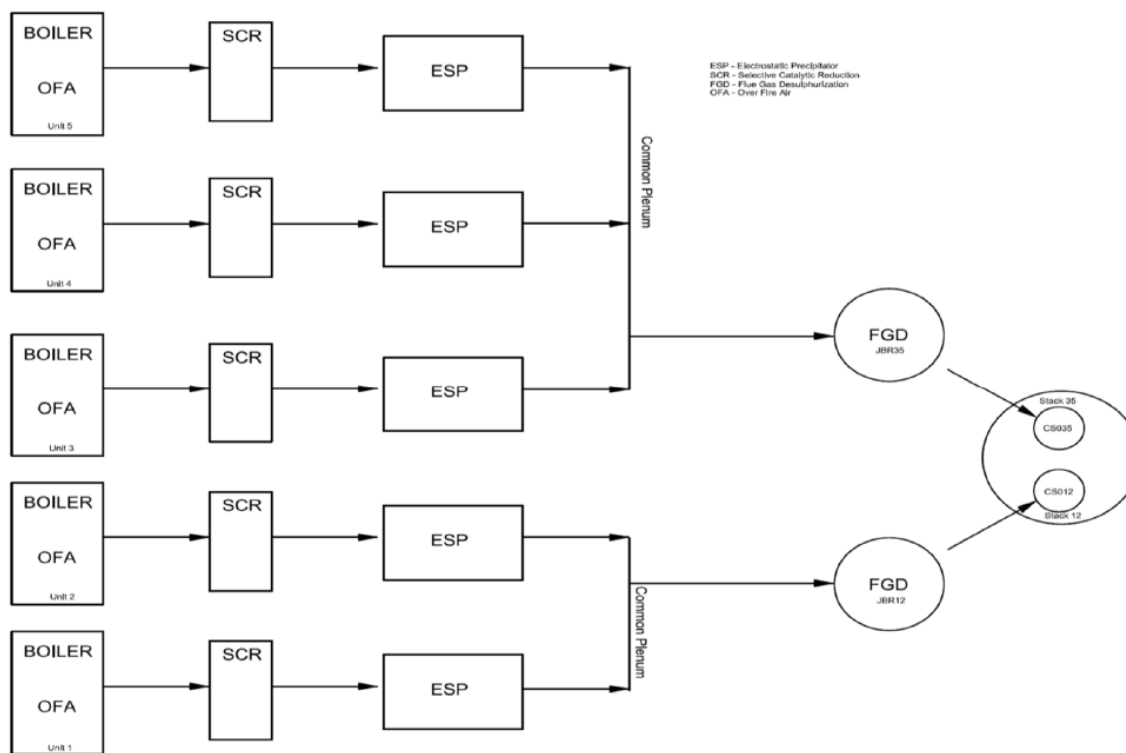 BOILER
OFA
Unit 5
SCR
ESP
ESP - Electrostatic Precipitator
SCR - Selective Catalytic Reduction
FGD - Flue Gas Desulphurization
OFA - Over Fire Air
Common Plenum
BOILER
OFA
Unit 4
SCR
ESP
BOILER
OFA
Unit 3
SCR
ESP
FGD
JBR35
Stack 35
CS035
BOILER
OFA
Unit 2
SCR
ESP
CS012
Stack 12
FGD
JBR12
Common Plenum
BOILER
OFA
Unit 1
SCR
ESP